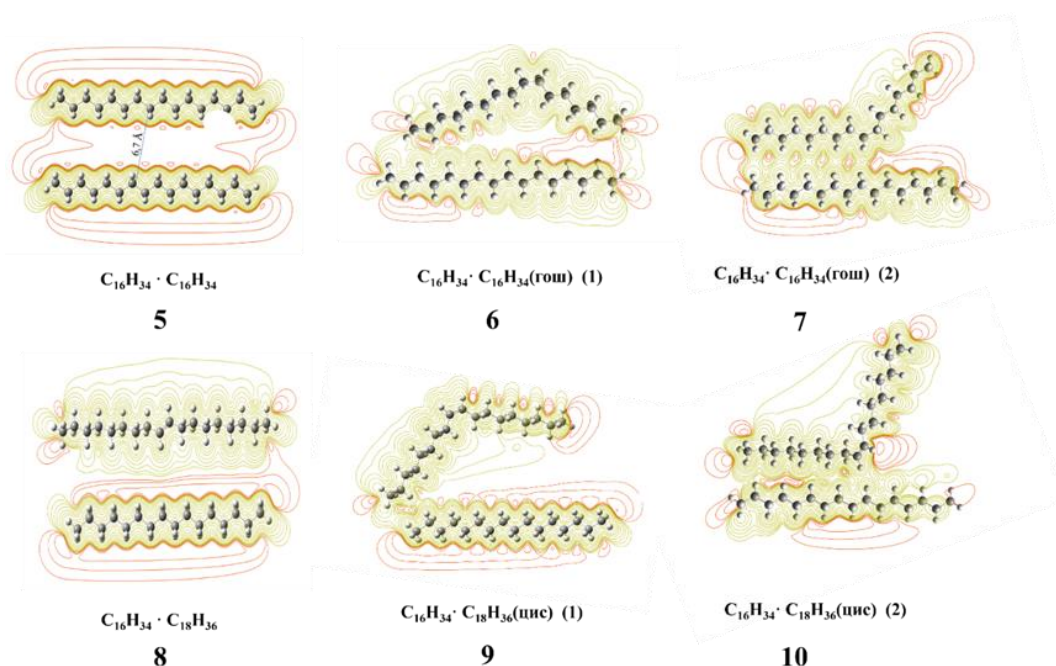 6,7 Å
C₁₆H₃₄ · C₁₆H₃₄
5
C₁₆H₃₄· C₁₆H₃₄(гош) (1)
6
C₁₆H₃₄· C₁₆H₃₄(гош) (2)
7
C₁₆H₃₄ · C₁₈H₃₆
8
C₁₆H₃₄· C₁₈H₃₆(цис) (1)
9
C₁₆H₃₄· C₁₈H₃₆(цис) (2)
10